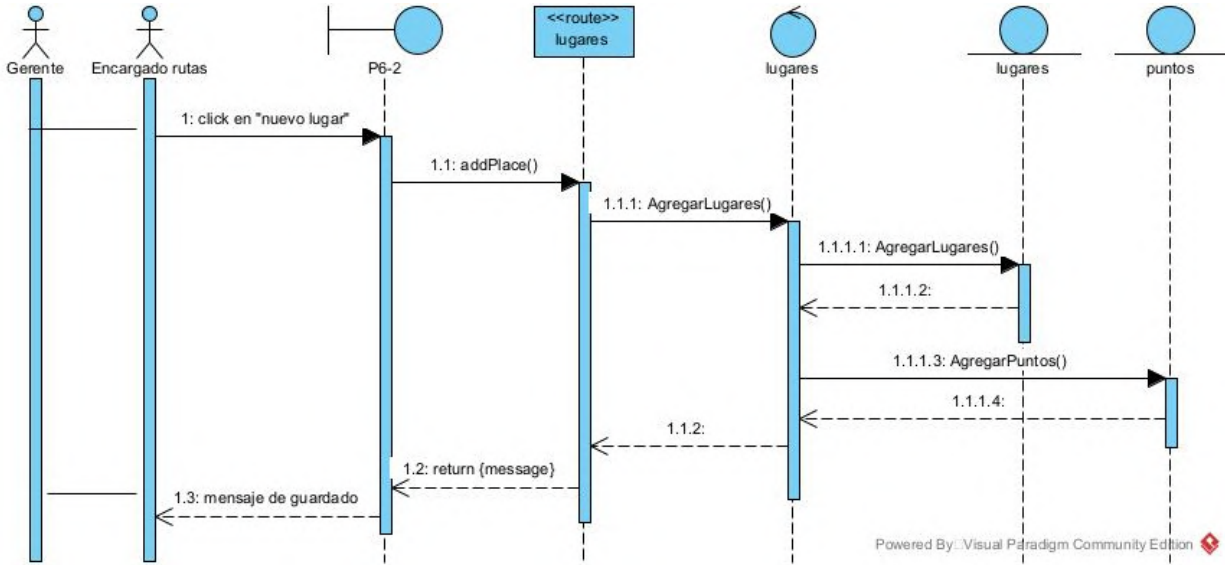 <<route>>
lugares
Gerente
Encargado rutas
P6-2
lugares
lugares
puntos
1: click en "nuevo lugar"
1.1: addPlace()
1.1.1: AgregarLugares()
1.1.1.1: AgregarLugares()
1.1.1.2:
1.1.1.3: AgregarPuntos()
1.1.1.4:
1.1.2:
1.2: return {message}
1.3: mensaje de guardado
Powered By Visual Paradigm Community Edition